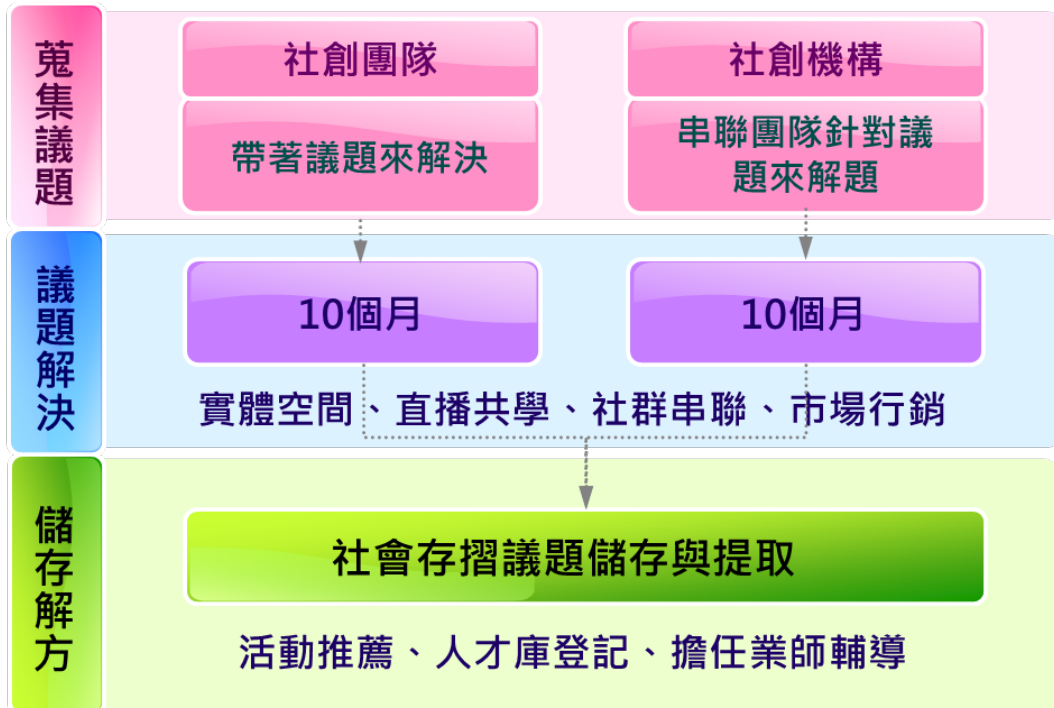 蒐集議題
社創團隊
社創機構
帶著議題來解決
串聯團隊針對議
題來解題
議題解決
10個月
10個月
實體空間、直播共學、社群串聯、市場行銷
儲存解方
社會存摺議題儲存與提取
活動推薦、人才庫登記、擔任業師輔導